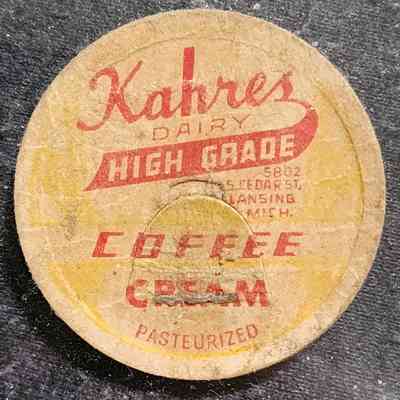 Kahres
DAIRY
HIGH GRADE
5802
S. CEDAR ST,
LANSING
MICH.
COFFEE
CREAM
PASTEURIZED